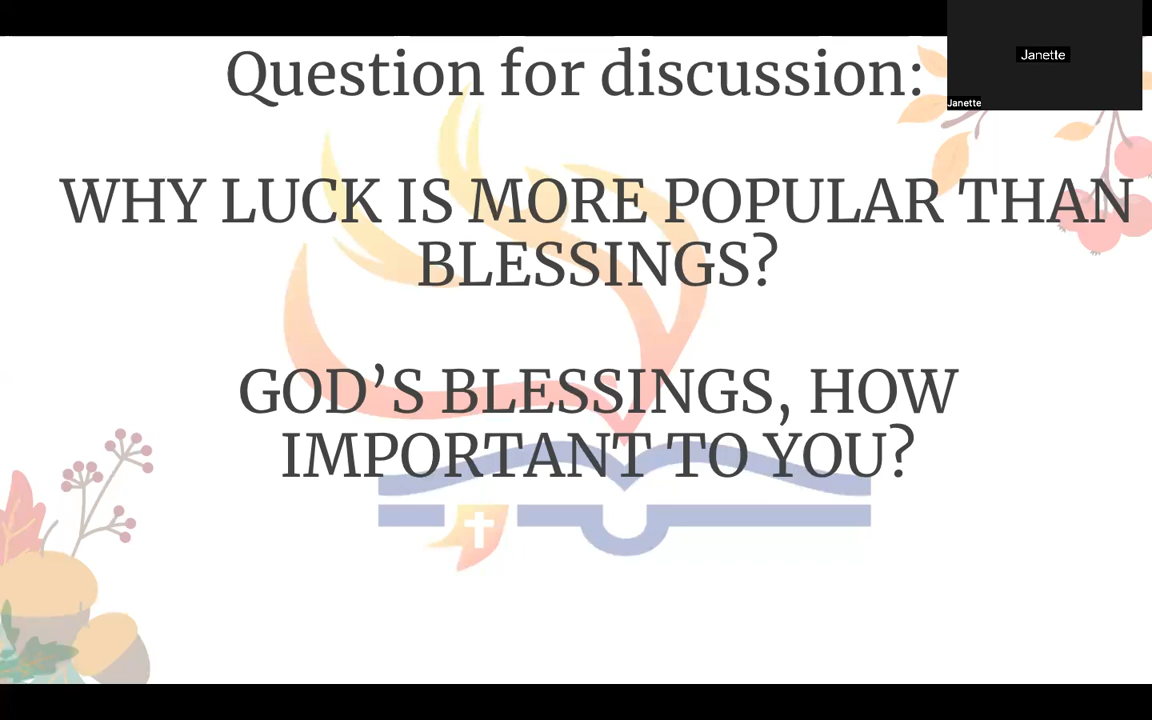 Question for discussion:
Janette
Janette
WHY LUCK IS MORE POPULAR THAN
BLESSINGS?
GOD’S BLESSINGS, HOW
IMPORTANT TO YOU?